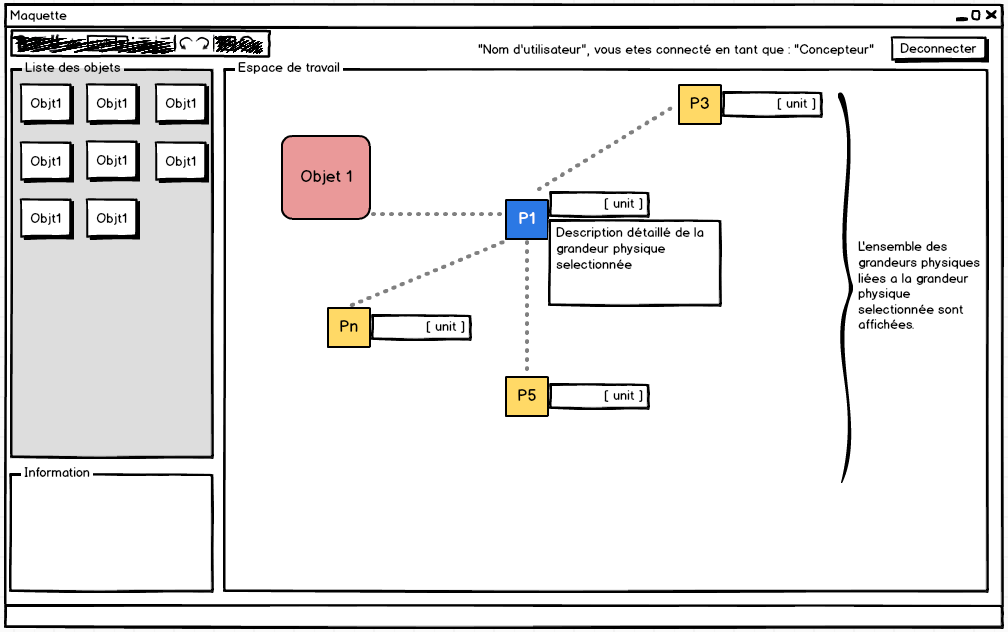 Maquette
"Nom d'utilisateur", vous etes connecté en tant que : "Concepteur"
Deconnecter
Liste des objets
Objt1
Objt1
Objt1
Objt1
Objt1
Objt1
Objt1
Objt1
Information
Espace de travail
P3
[ unit ]
Objet 1
P1
[ unit ]
Description détaillé de la
grandeur physique
selectionnée
Pn
[ unit ]
P5
[ unit ]
L'ensemble des
grandeurs physiques
liées a la grandeur
physique
selectionnée sont
affichées.